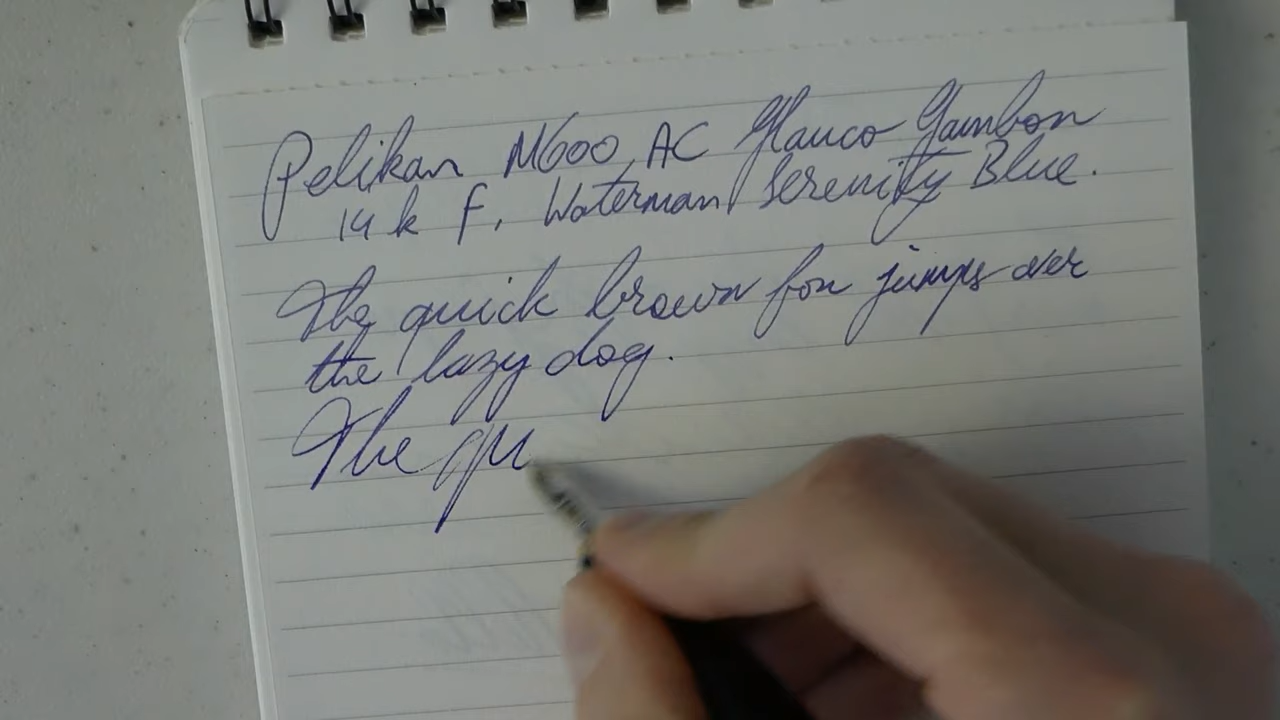 Pelikan M600, AC Glauco Gambon
14k F, Waterman Serenity Blue.
The quick brown fox jumps over
the lazy dog.
The qu